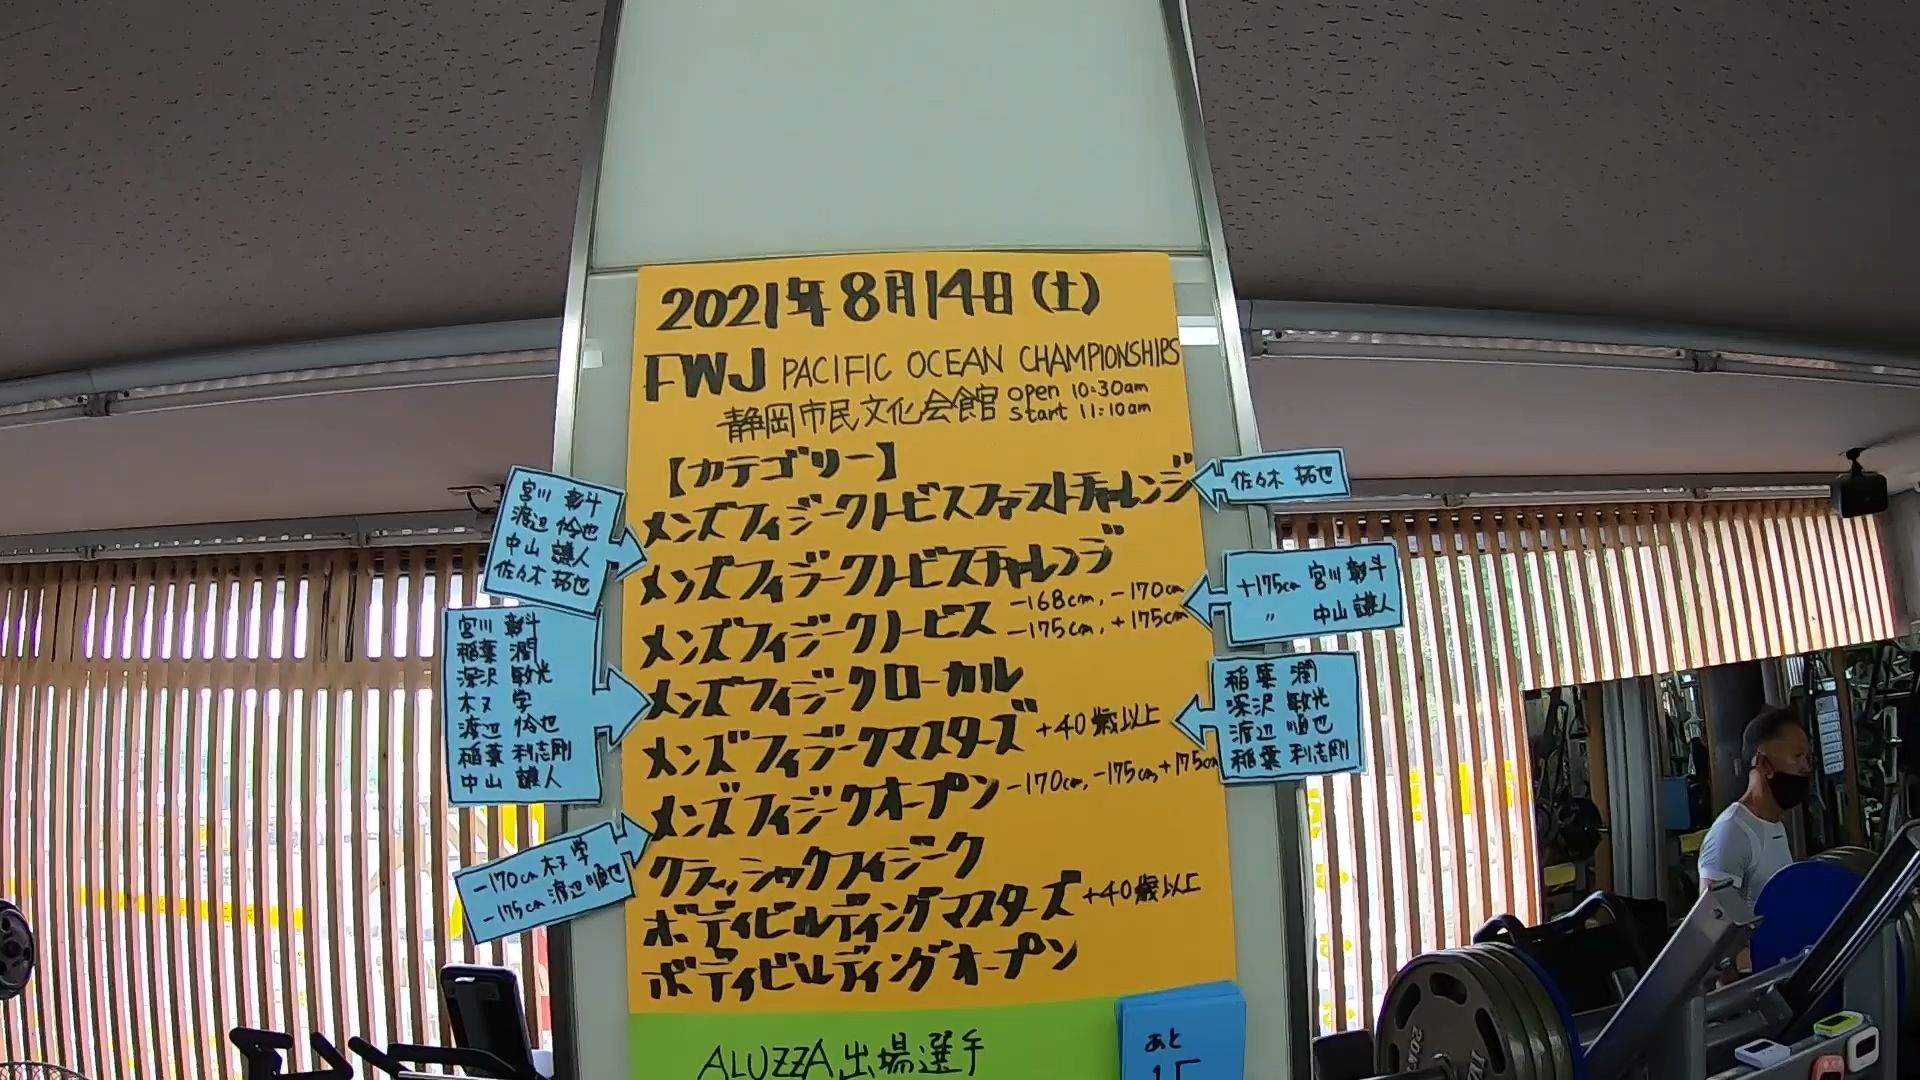 2021年8月14日(土)
FWJ PACIFIC OCEAN CHAMPIONSHIPS
静岡市民文化会館 open 10:30am
start 11:10am
【カテゴリー】
メンズフィジークノービスファストチャレンジ
メンズフィジークノービスチャレンジ
メンズフィジークノービス -168cm, -170cm
-175cm, +175cm
メンズフィジークローカル
メンズフィジークマスターズ +40歳以上
メンズフィジークオープン -170cm, -175cm, +175cm
クラッシックフィジーク
ボディビルディングマスターズ +40歳以上
ボディビルディングオープン
ALUZZA出場選手
あと
15
宮川 彰斗
渡辺 怜也
中山 謙人
佐々木 拓也
宮川 彰斗
稲葉 潤
深沢 敏光
木又 学
渡辺 怜也
稲葉 利志剛
中山 謙人
-170cm 木又 学
-175cm 渡辺 順也
佐々木 拓也
+175cm 宮川 彰斗
〃 中山 謙人
稲葉 潤
深沢 敏光
渡辺 順也
稲葉 利志剛